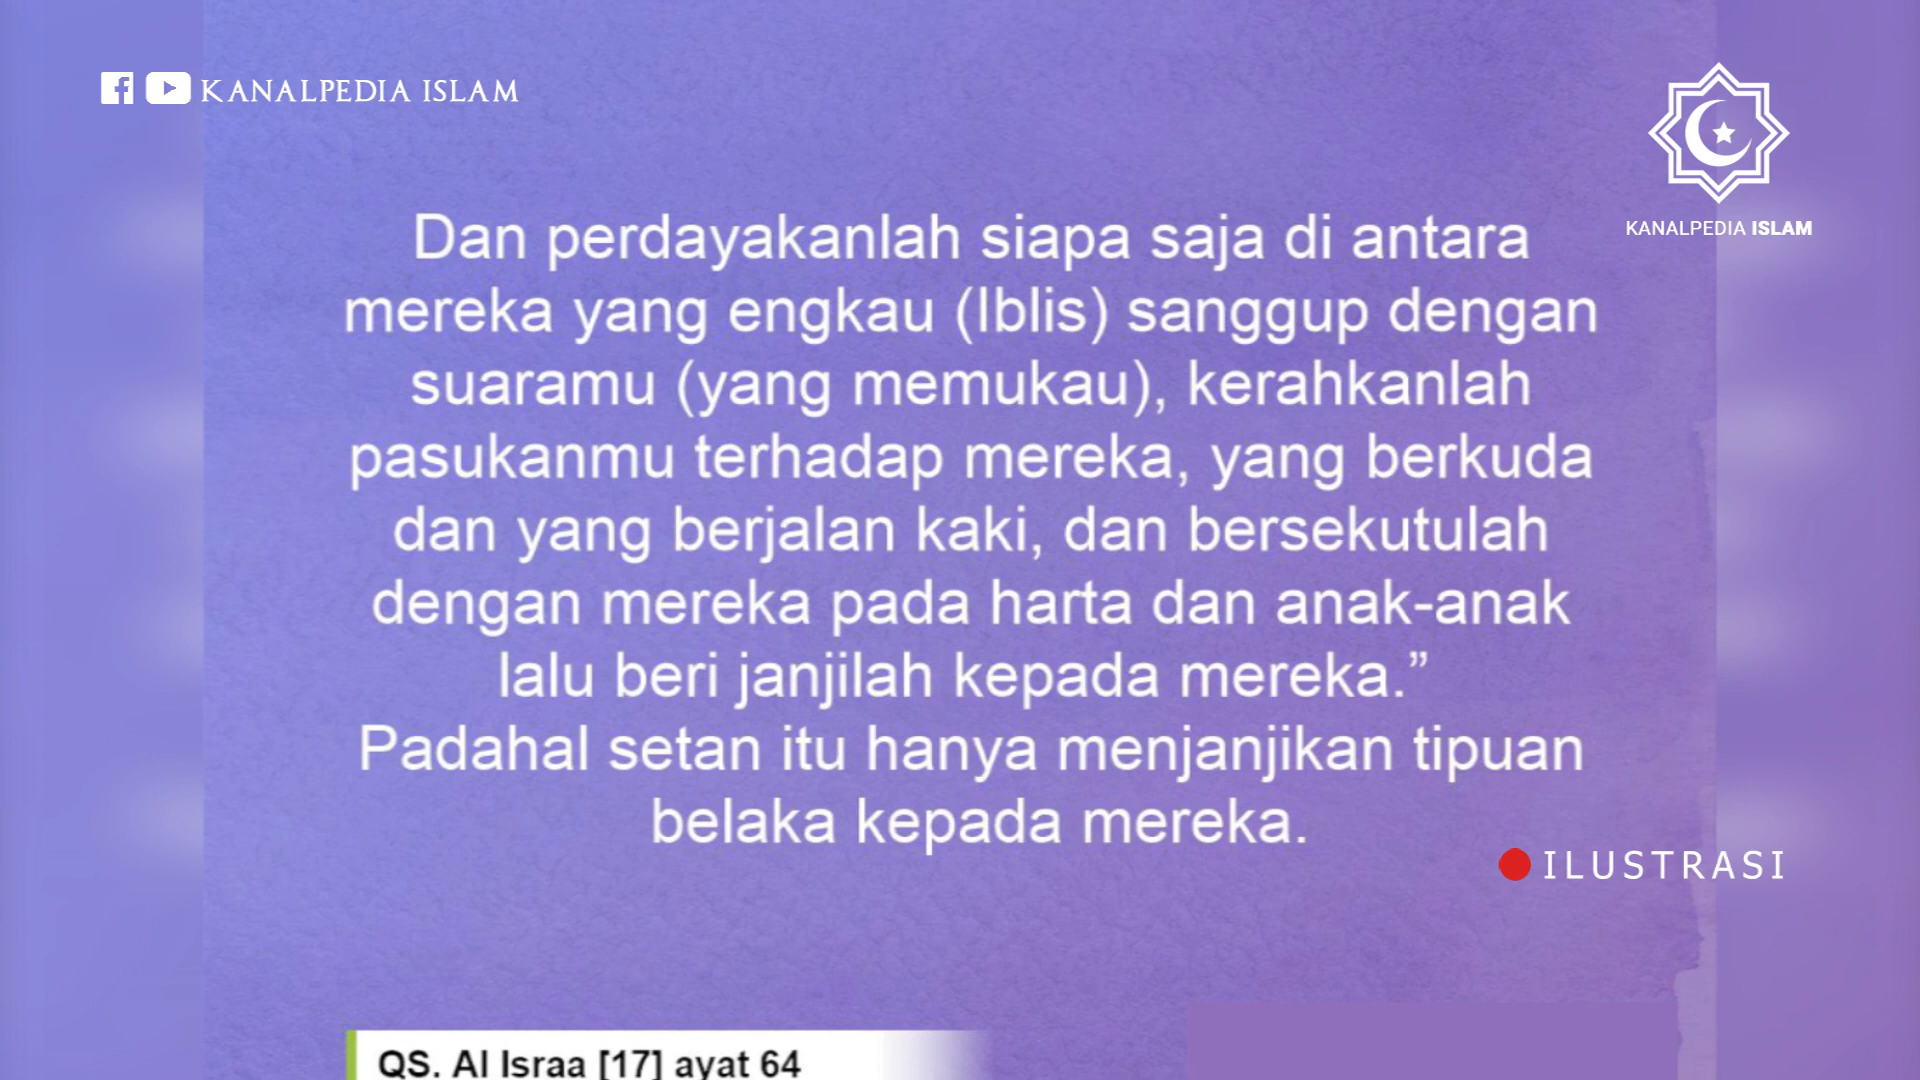 KANALPEDIA ISLAM
KANALPEDIA ISLAM
Dan perdayakanlah siapa saja di antara
mereka yang engkau (Iblis) sanggup dengan
suaramu (yang memukau), kerahkanlah
pasukanmu terhadap mereka, yang berkuda
dan yang berjalan kaki, dan bersekutulah
dengan mereka pada harta dan anak-anak
lalu beri janjilah kepada mereka.”
Padahal setan itu hanya menjanjikan tipuan
belaka kepada mereka.
ILUSTRASI
QS. Al Israa [17] ayat 64